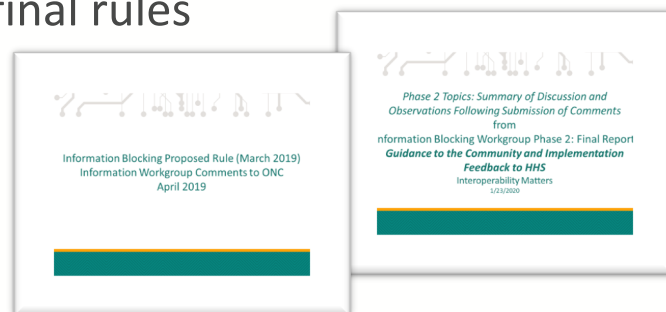 final rules
Information Blocking Proposed Rule (March 2019)
Information Workgroup Comments to ONC
April 2019
Phase 2 Topics: Summary of Discussion and
Observations Following Submission of Comments
from
nformation Blocking Workgroup Phase 2: Final Report
Guidance to the Community and Implementation
Feedback to HHS
Interoperability Matters
1/23/2020